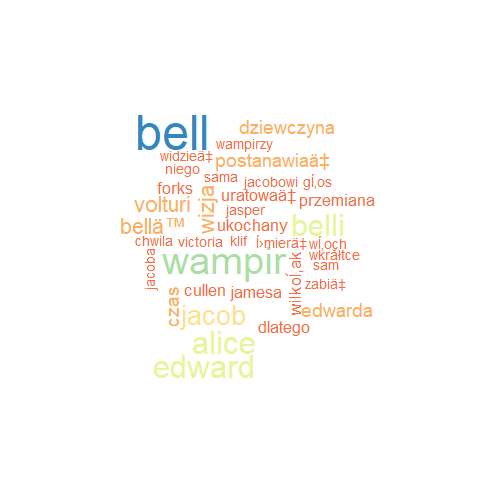 bell
dziewczyna
wampirzy
widzieä‡
postanawiaä‡
niego
sama
jacobowi
gĺ‚os
forks
uratowaä‡
przemiana
volturi
wizja
jasper
bellä™
ukochany
belli
chwila
victoria
klif
ĺ›mierä‡
wĺ‚och
wampir
wkrăłtce
jacoba
sam
wilkoĺ‚ak
zabiä‡
czas
cullen
jamesa
jacob
edwarda
dlatego
alice
edward